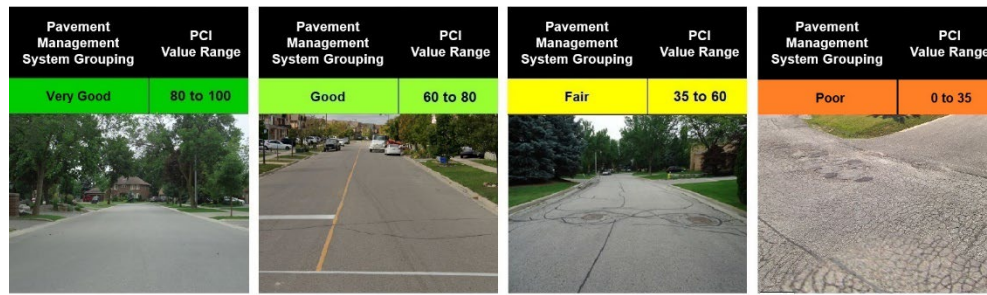 Pavement
Management
System Grouping
PCI
Value Range
Very Good
80 to 100
Pavement
Management
System Grouping
PCI
Value Range
Good
60 to 80
Pavement
Management
System Grouping
PCI
Value Range
Fair
35 to 60
Pavement
Management
System Grouping
PCI
Value Range
Poor
0 to 35